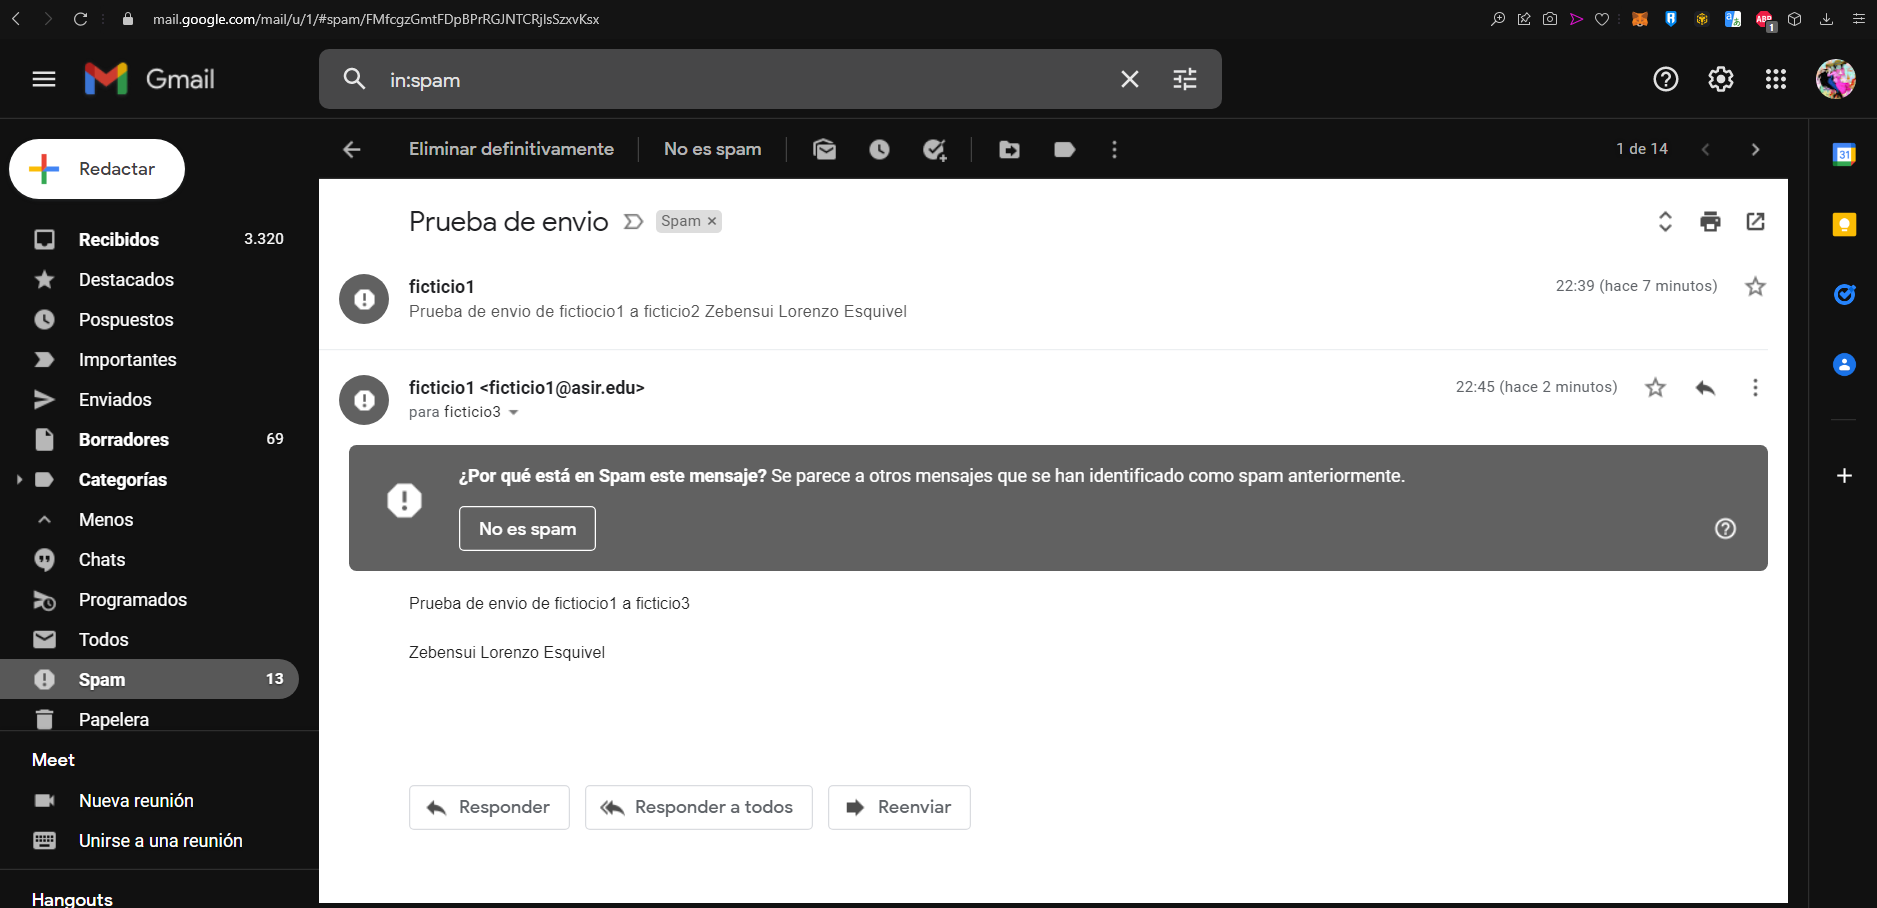 mail.google.com/mail/u/1/#spam/FMfcgzGmtFDpBPrRGJNTCRjlsSzxvKsx
ABP
1
Gmail
in:spam
Redactar
Eliminar definitivamente
No es spam
1 de 14
31
Recibidos 3.320
Destacados
Pospuestos
Importantes
Enviados
Borradores 69
Categorías
Menos
Chats
Programados
Todos
Spam 13
Papelera
Meet
Nueva reunión
Unirse a una reunión
Hangouts
Prueba de envio
Spam ×
ficticio1
22:39 (hace 7 minutos)
Prueba de envio de fictiocio1 a ficticio2 Zebensui Lorenzo Esquivel
ficticio1 <ficticio1@asir.edu>
22:45 (hace 2 minutos)
para ficticio3
¿Por qué está en Spam este mensaje? Se parece a otros mensajes que se han identificado como spam anteriormente.
No es spam
Prueba de envio de fictiocio1 a ficticio3
Zebensui Lorenzo Esquivel
Responder
Responder a todos
Reenviar